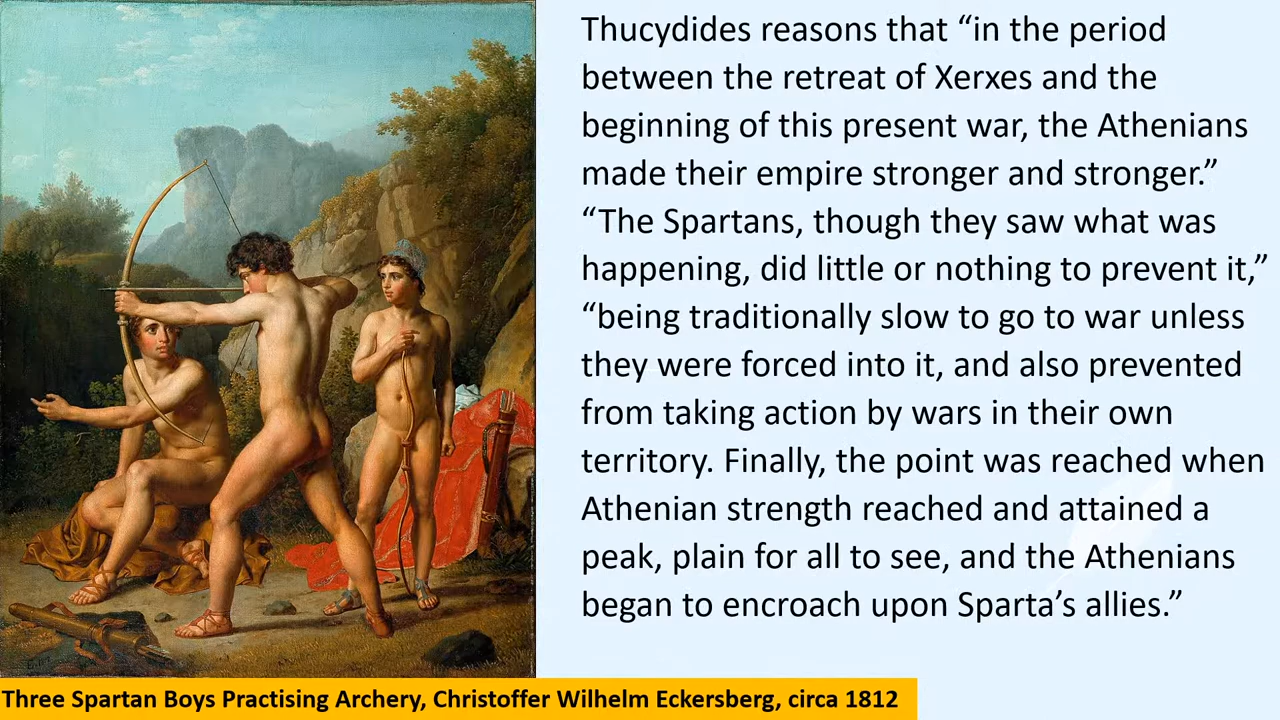 Thucydides reasons that “in the period
between the retreat of Xerxes and the
beginning of this present war, the Athenians
made their empire stronger and stronger.”
“The Spartans, though they saw what was
happening, did little or nothing to prevent it,”
“being traditionally slow to go to war unless
they were forced into it, and also prevented
from taking action by wars in their own
territory. Finally, the point was reached when
Athenian strength reached and attained a
peak, plain for all to see, and the Athenians
began to encroach upon Sparta’s allies.”
Three Spartan Boys Practising Archery, Christoffer Wilhelm Eckersberg, circa 1812